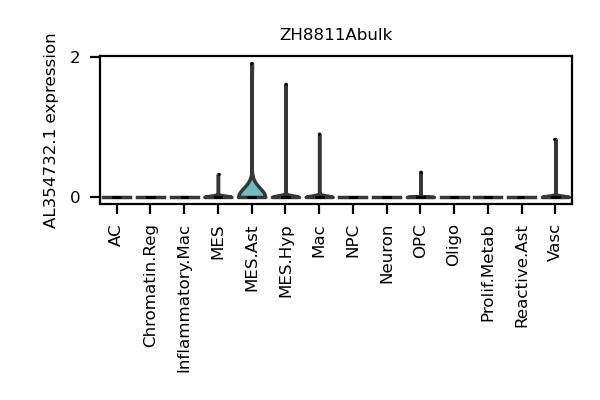 ZH8811Abulk
AL354732.1 expression
2
0
AC
Chromatin.Reg
Inflammatory.Mac
MES
MES.Ast
MES.Hyp
Mac
NPC
Neuron
OPC
Oligo
Prolif.Metab
Reactive.Ast
Vasc